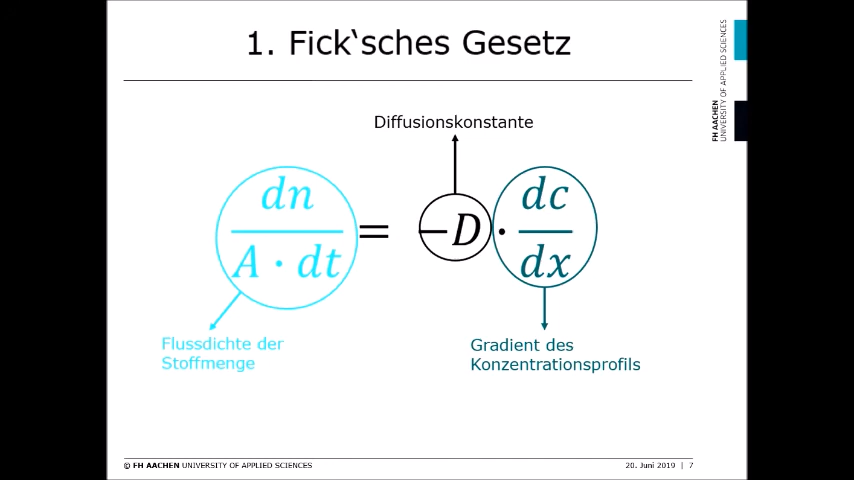 1. Fick‘sches Gesetz
FH AACHEN
UNIVERSITY OF APPLIED SCIENCES
Diffusionskonstante
dn
A · dt
= −D ·
dc
dx
Flussdichte der
Stoffmenge
Gradient des
Konzentrationsprofils
© FH AACHEN UNIVERSITY OF APPLIED SCIENCES
20. Juni 2019 | 7